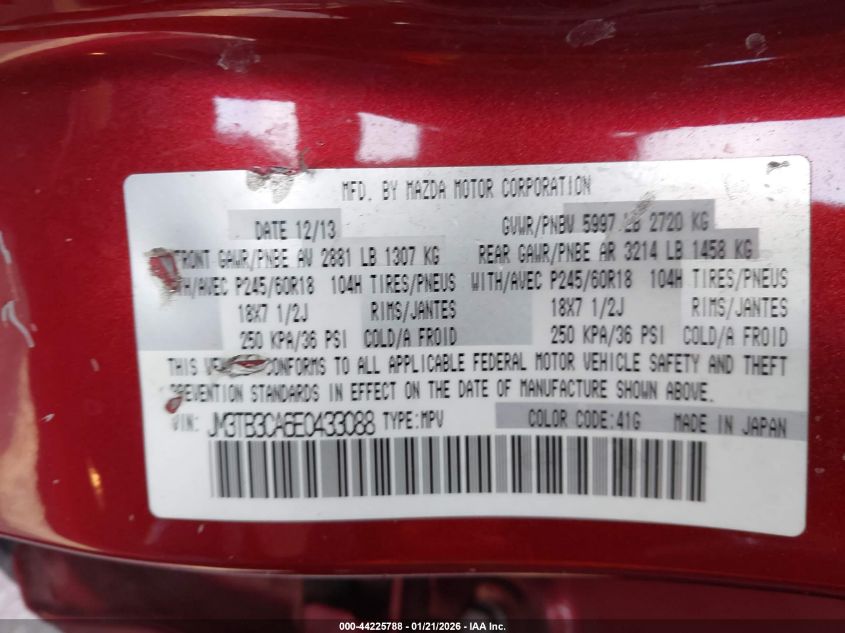 MFD. BY MAZDA MOTOR CORPORATION
DATE 12/13 GVWR/PNBV 5997 LB 2720 KG
FRONT GAWR/PNBE AV 2881 LB 1307 KG REAR GAWR/PNBE AR 3214 LB 1458 KG
WITH/AVEC P245/60R18 104H TIRES/PNEUS WITH/AVEC P245/60R18 104H TIRES/PNEUS
18X7 1/2J RIMS/JANTES 18X7 1/2J RIMS/JANTES
250 KPA/36 PSI COLD/A FROID 250 KPA/36 PSI COLD/A FROID
THIS CONFORMS TO ALL APPLICABLE FEDERAL MOTOR VEHICLE SAFETY AND THEFT
PREVENTION STANDARDS IN EFFECT ON THE DATE OF MANUFACTURE SHOWN ABOVE.
VIN: JM3TB3CA6E0433088 TYPE:MPV COLOR CODE:41G MADE IN JAPAN
000-44225788 - 01/21/2026 - IAA Inc.